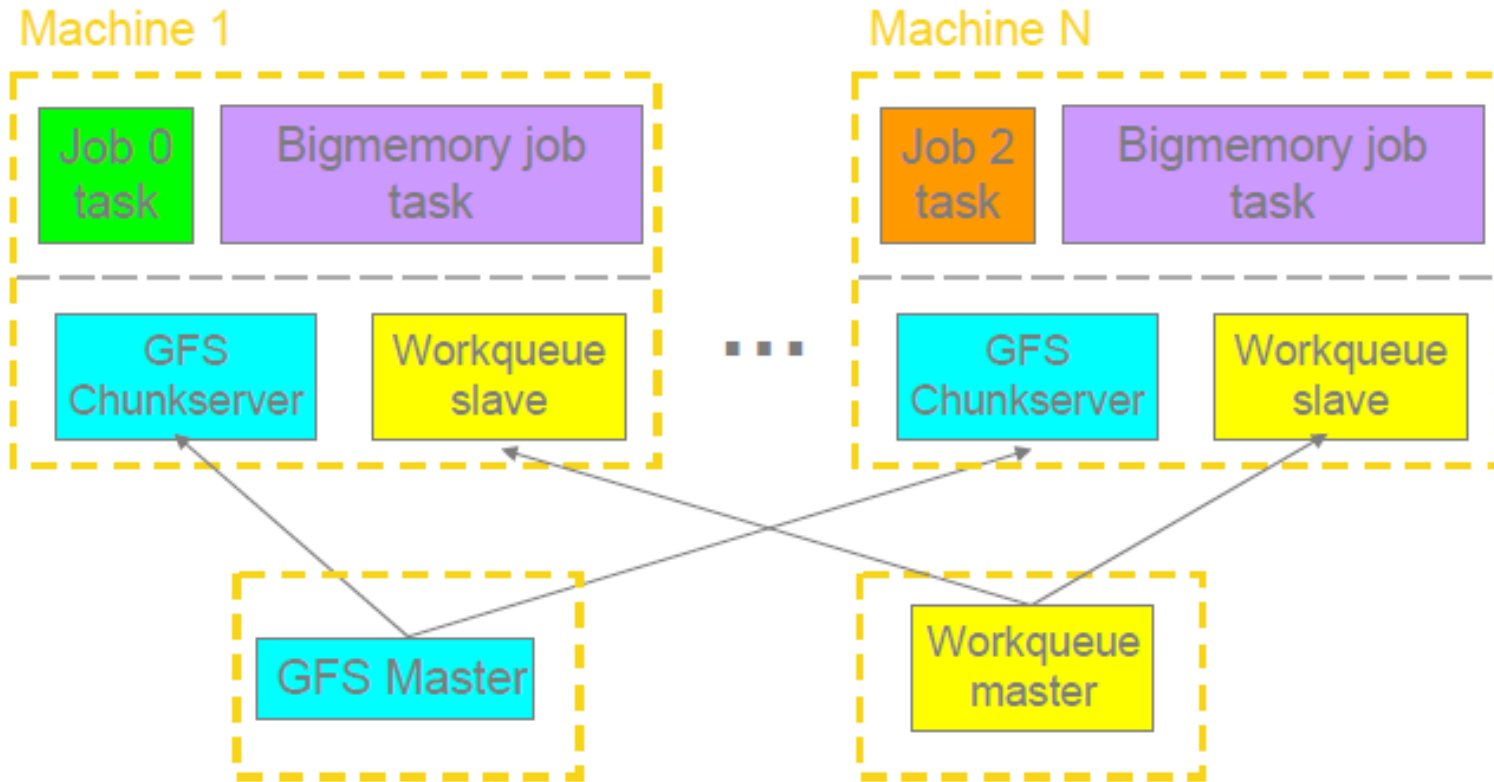 Machine 1
Machine N
Job 0
task
Bigmemory job
task
Job 2
task
Bigmemory job
task
GFS
Chunkserver
Workqueue
slave
...
GFS
Chunkserver
Workqueue
slave
GFS Master
Workqueue
master